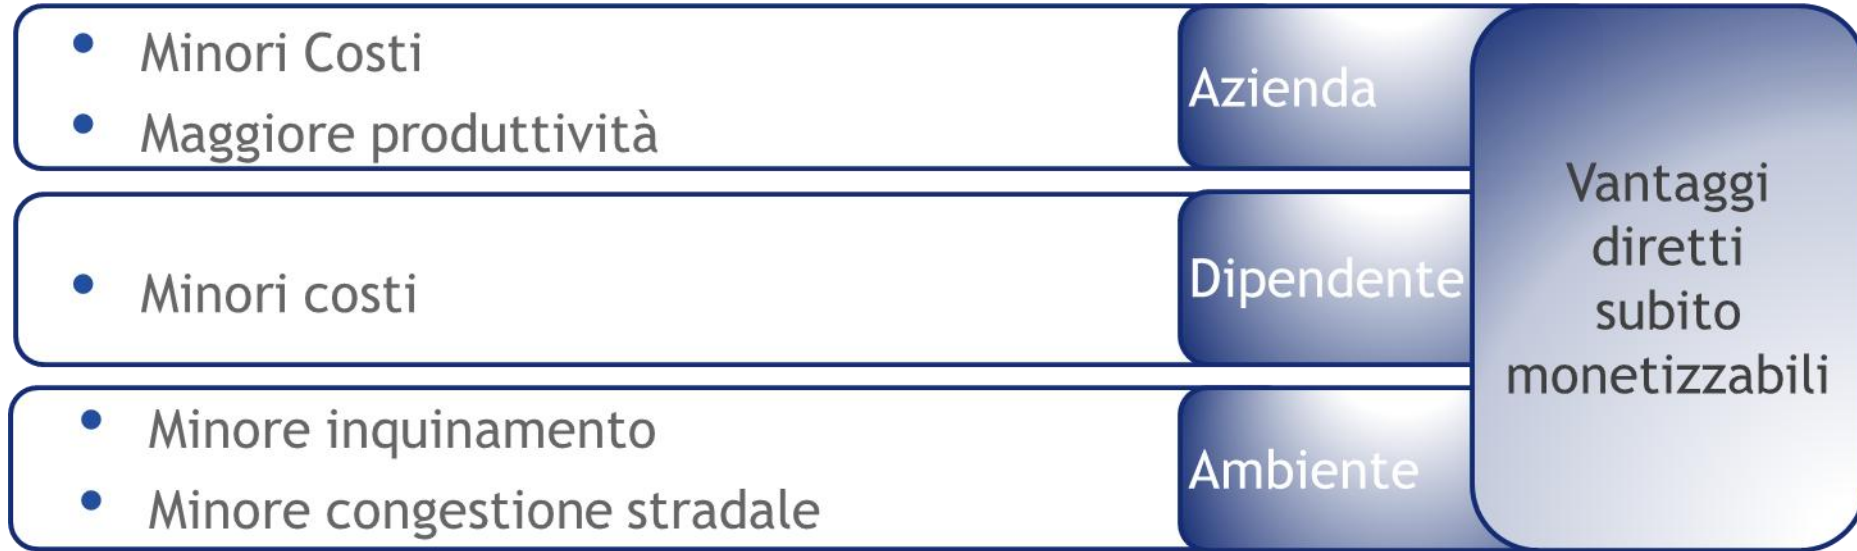 Minori Costi
Maggiore produttività
Azienda
Minori costi
Dipendente
Minore inquinamento
Minore congestione stradale
Ambiente
Vantaggi
diretti
subito
monetizzabili